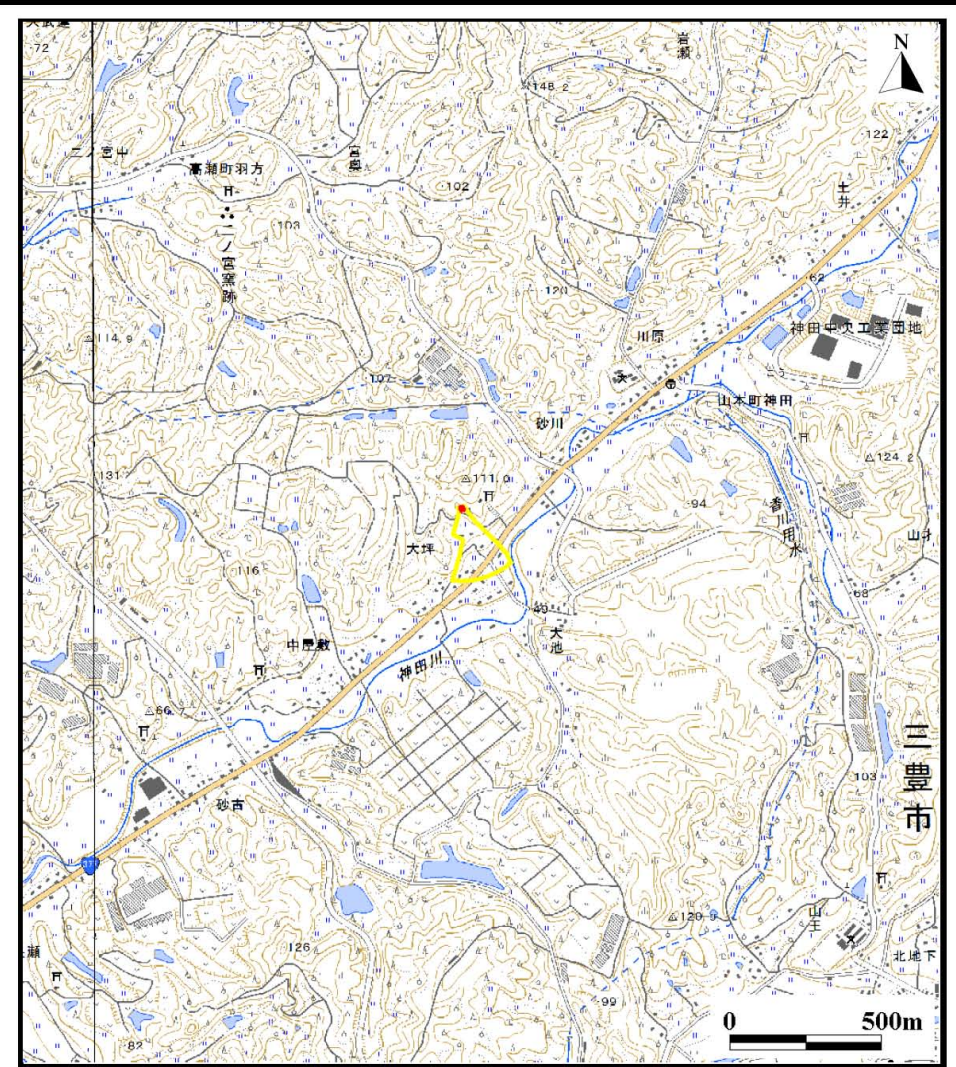 72
岩瀬
N
148.2
122
二ノ宮中
宮奥
高瀬町羽方
102
土井
103
二ノ宮窯跡
62
120
神田中央工業団地
川原
114.9
107
山本町神田
砂川
124.2
131
111.0
94
香川用水
大坪
116
68
49
大池
中屋敷
神田川
66.7
三豊市
103
砂古
377
120.9
山王
126
北地下
99
0 500m
82